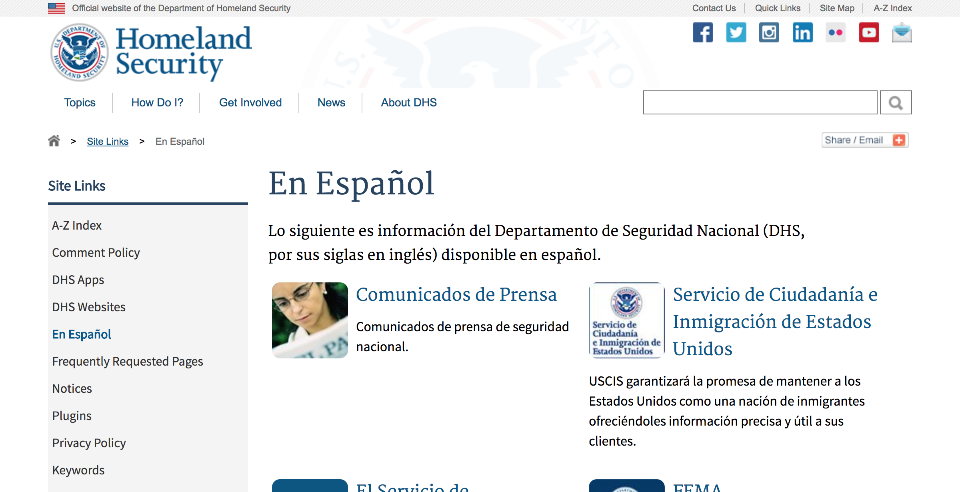 Official website of the Department of Homeland Security
Contact Us
Quick Links
Site Map
A-Z Index
Homeland
Security
Topics
How Do I?
Get Involved
News
About DHS
> Site Links > En Español
Share / Email
Site Links
A-Z Index
Comment Policy
DHS Apps
DHS Websites
En Español
Frequently Requested Pages
Notices
Plugins
Privacy Policy
Keywords
En Español
Lo siguiente es información del Departamento de Seguridad Nacional (DHS,
por sus siglas en inglés) disponible en español.
Comunicados de Prensa
Comunicados de prensa de seguridad
nacional.
Servicio de
Ciudadanía
e Inmigración de
Estados Unidos
Servicio de Ciudadanía e
Inmigración de Estados
Unidos
USCIS garantizará la promesa de mantener a los
Estados Unidos como una nación de inmigrantes
ofreciéndoles información precisa y útil a sus
clientes.
El Servicio de
FEMA